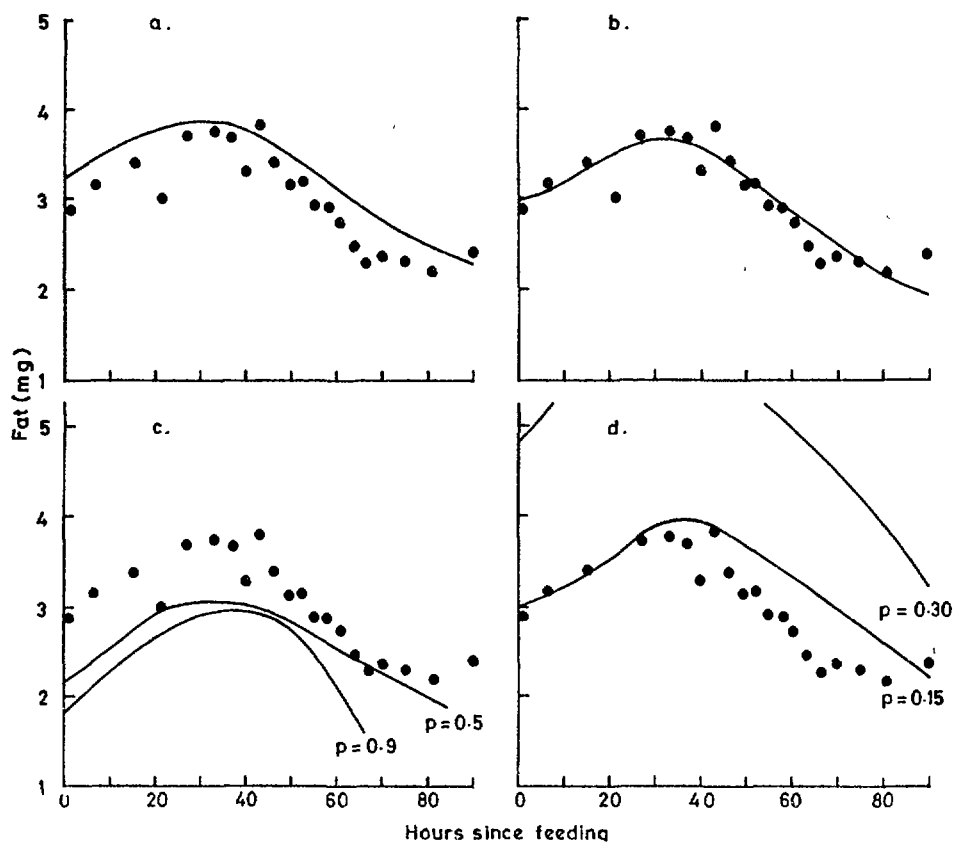 a.
b.
5
4
3
2
1
Fat (mg)
c.
d.
5
4
3
2
1
p = 0·9
p = 0·5
p = 0·30
p = 0·15
0 20 40 60 80
0 20 40 60 80
Hours since feeding